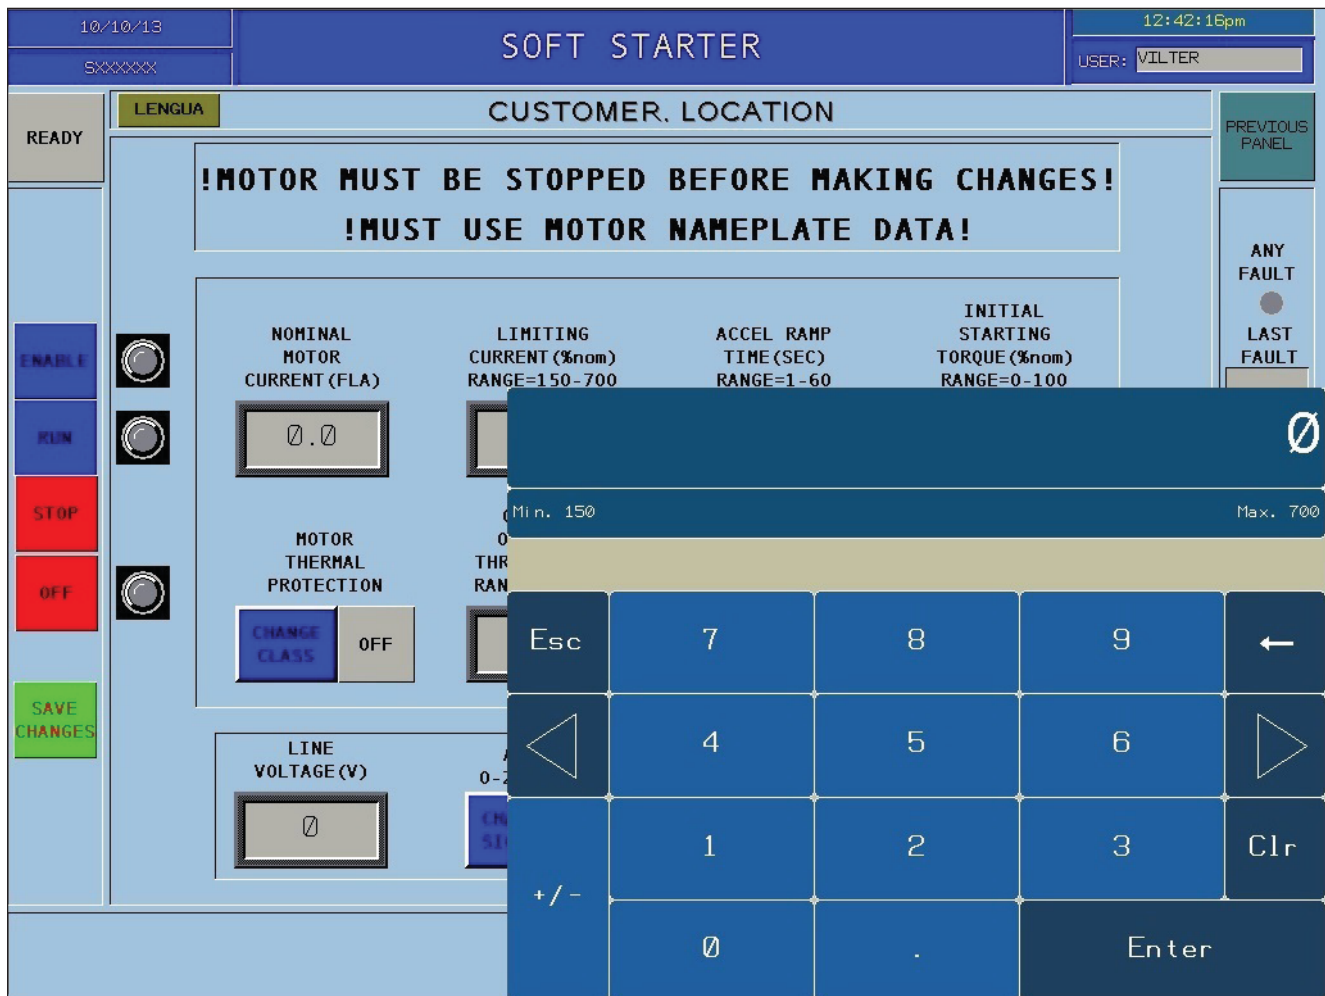 10/10/13
SXXXXXX
SOFT STARTER
12:42:16pm
USER: VILTER
READY
LENGUA
CUSTOMER. LOCATION
PREVIOUS
PANEL
!MOTOR MUST BE STOPPED BEFORE MAKING CHANGES!
!MUST USE MOTOR NAMEPLATE DATA!
ANY
FAULT
LAST
FAULT
ENABLE
RUN
STOP
OFF
SAVE
CHANGES
NOMINAL
MOTOR
CURRENT(FLA)
0.0
LIMITING
CURRENT(%nom)
RANGE=150-700
ACCEL RAMP
TIME(SEC)
RANGE=1-60
INITIAL
STARTING
TORQUE(%nom)
RANGE=0-100
MOTOR
THERMAL
PROTECTION
CHANGE
CLASS
OFF
LINE
VOLTAGE(V)
0
0
Min. 150
Max. 700
Esc
7
8
9
←
4
5
6
1
2
3
Clr
+/-
0
.
Enter